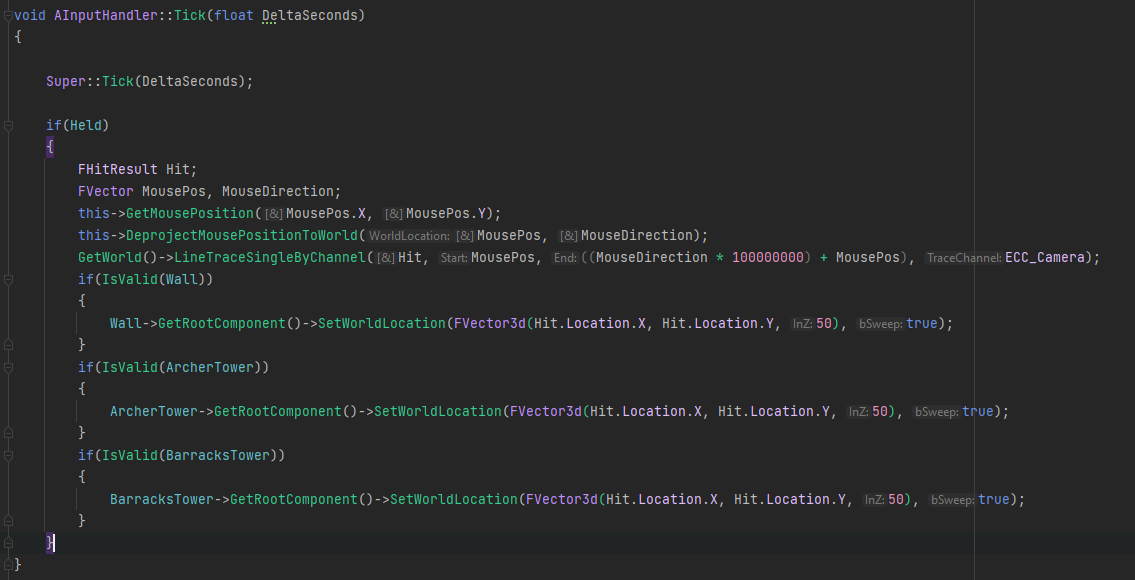 void AInputHandler::Tick(float DeltaSeconds)
{
Super::Tick(DeltaSeconds);
if(Held)
{
FHitResult Hit;
FVector MousePos, MouseDirection;
this->GetMousePosition([&]MousePos.X, [&]MousePos.Y);
this->DeprojectMousePositionToWorld(WorldLocation:[&]MousePos, [&]MouseDirection);
GetWorld()->LineTraceSingleByChannel([&]Hit, Start:MousePos, End:((MouseDirection * 100000000) + MousePos), TraceChannel:ECC_Camera);
if(IsValid(Wall))
{
Wall->GetRootComponent()->SetWorldLocation(FVector3d(Hit.Location.X, Hit.Location.Y, InZ:50), bSweep:true);
}
if(IsValid(ArcherTower))
{
ArcherTower->GetRootComponent()->SetWorldLocation(FVector3d(Hit.Location.X, Hit.Location.Y, InZ:50), bSweep:true);
}
if(IsValid(BarracksTower))
{
BarracksTower->GetRootComponent()->SetWorldLocation(FVector3d(Hit.Location.X, Hit.Location.Y, InZ:50), bSweep:true);
}
}
}